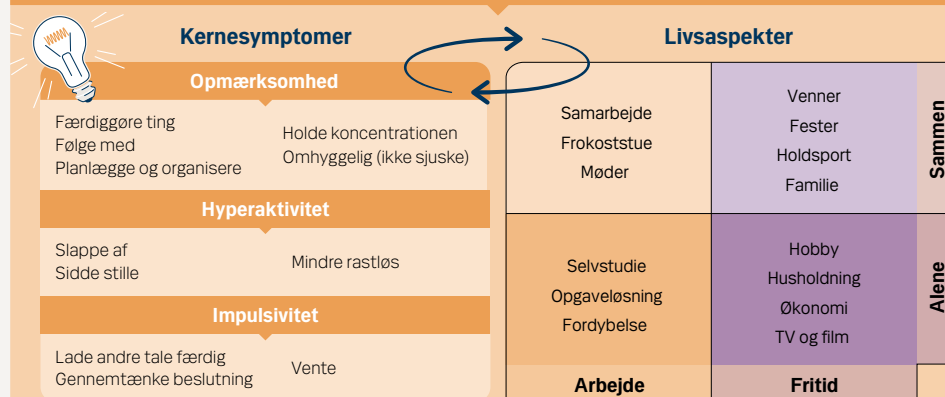 Kernesymptomer
Opmærksomhed
Færdiggøre ting
Følge med
Planlægge og organisere
Holde koncentrationen
Omhyggelig (ikke sjuske)
Hyperaktivitet
Slappe af
Sidde stille
Mindre rastløs
Impulsivitet
Lade andre tale færdig
Gennemtænke beslutning
Vente
Livsaspekter
Samarbejde
Frokoststue
Møder
Venner
Fester
Holdsport
Familie
Sammen
Selvstudie
Opgaveløsning
Fordybelse
Hobby
Husholdning
Økonomi
TV og film
Alene
Arbejde
Fritid